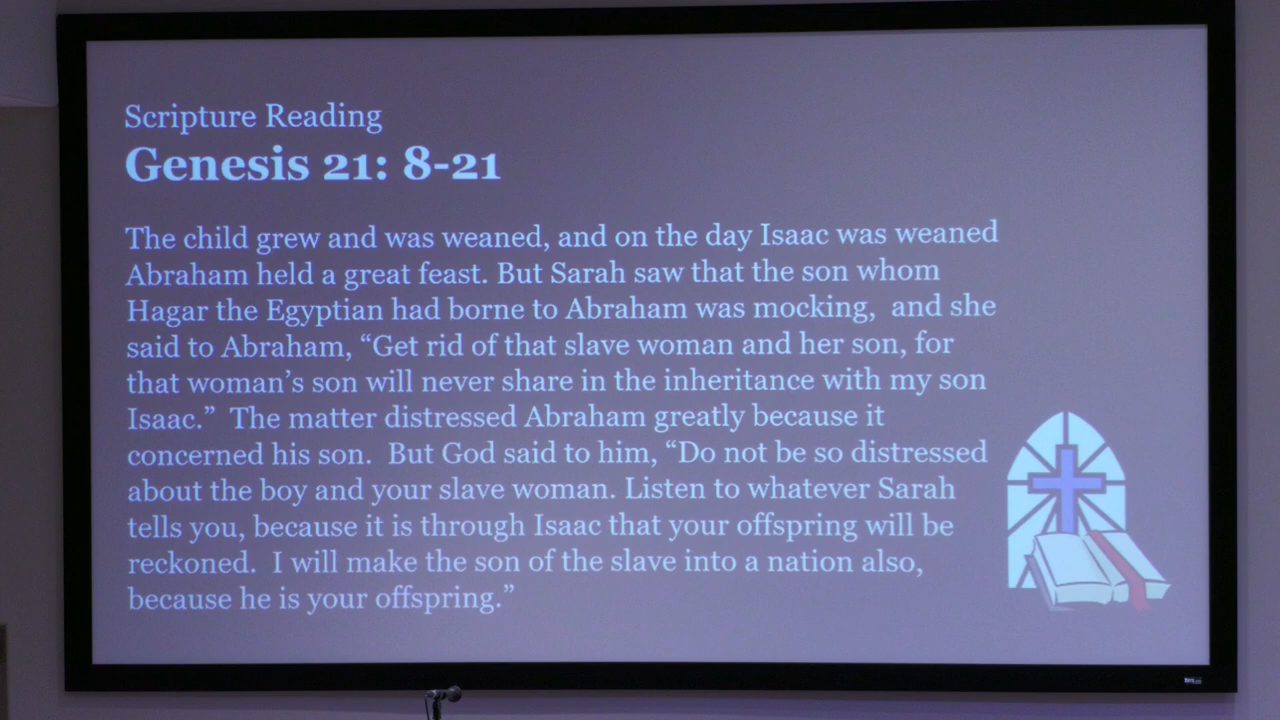 Scripture Reading
Genesis 21: 8-21
The child grew and was weaned, and on the day Isaac was weaned
Abraham held a great feast. But Sarah saw that the son whom
Hagar the Egyptian had borne to Abraham was mocking,  and she
said to Abraham, “Get rid of that slave woman and her son, for
that woman’s son will never share in the inheritance with my son
Isaac.”  The matter distressed Abraham greatly because it
concerned his son.  But God said to him, “Do not be so distressed
about the boy and your slave woman. Listen to whatever Sarah
tells you, because it is through Isaac that your offspring will be
reckoned.  I will make the son of the slave into a nation also,
because he is your offspring.”